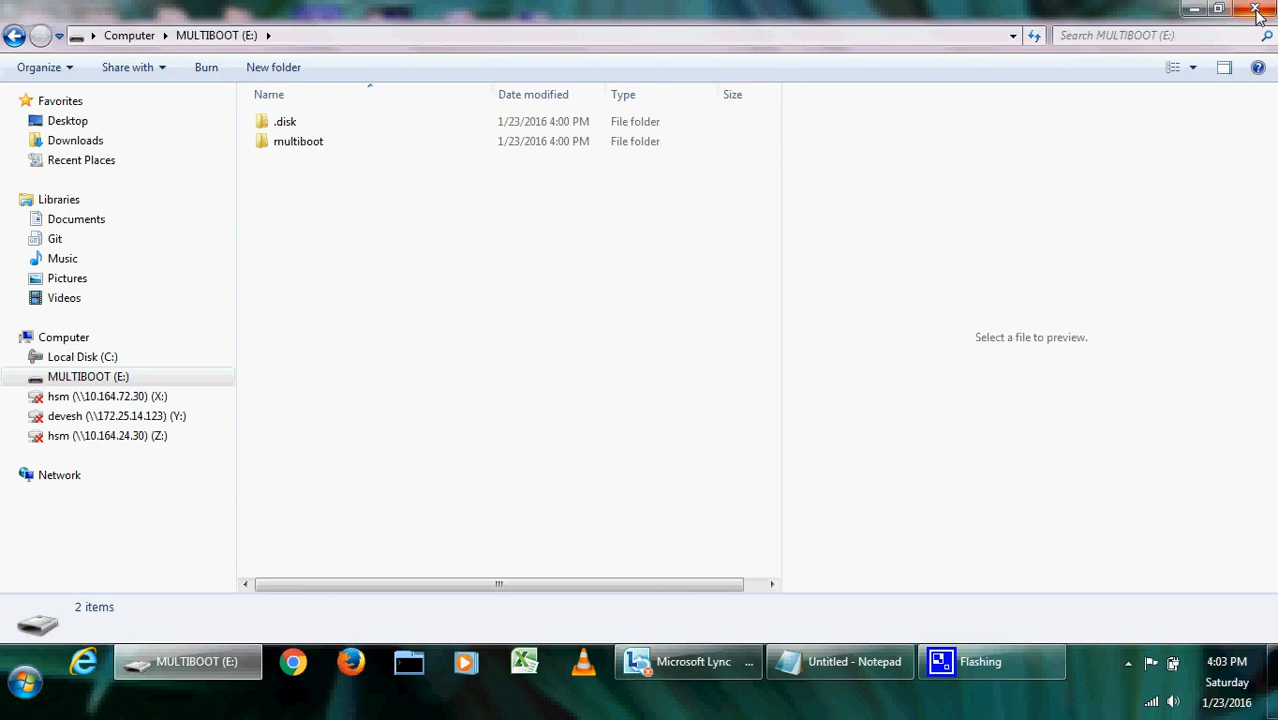 Computer
MULTIBOOT (E:)
Search MULTIBOOT (E:)
Organize
Share with
Burn
New folder
Favorites
Desktop
Downloads
Recent Places
Libraries
Documents
Git
Music
Pictures
Videos
Computer
Local Disk (C:)
MULTIBOOT (E:)
hsm (\\10.164.72.30) (X:)
devesh (\\172.25.14.123) (Y:)
hsm (\\10.164.24.30) (Z:)
Network
Name Date modified Type Size
.disk 1/23/2016 4:00 PM File folder
multiboot 1/23/2016 4:00 PM File folder
Select a file to preview.
2 items
MULTIBOOT (E:)
Microsoft Lync ...
Untitled - Notepad
Flashing
4:03 PM
Saturday
1/23/2016